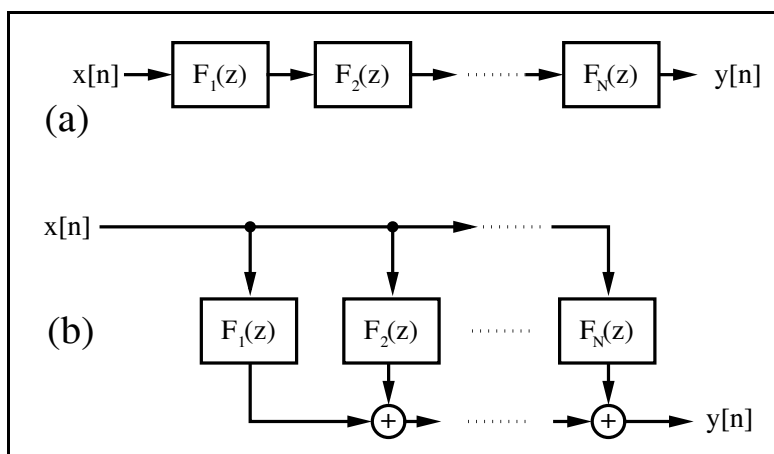 x[n] F₁(z) F₂(z) F_N(z) y[n]
(a)
x[n]
(b) F₁(z) F₂(z) F_N(z)
+ + y[n]